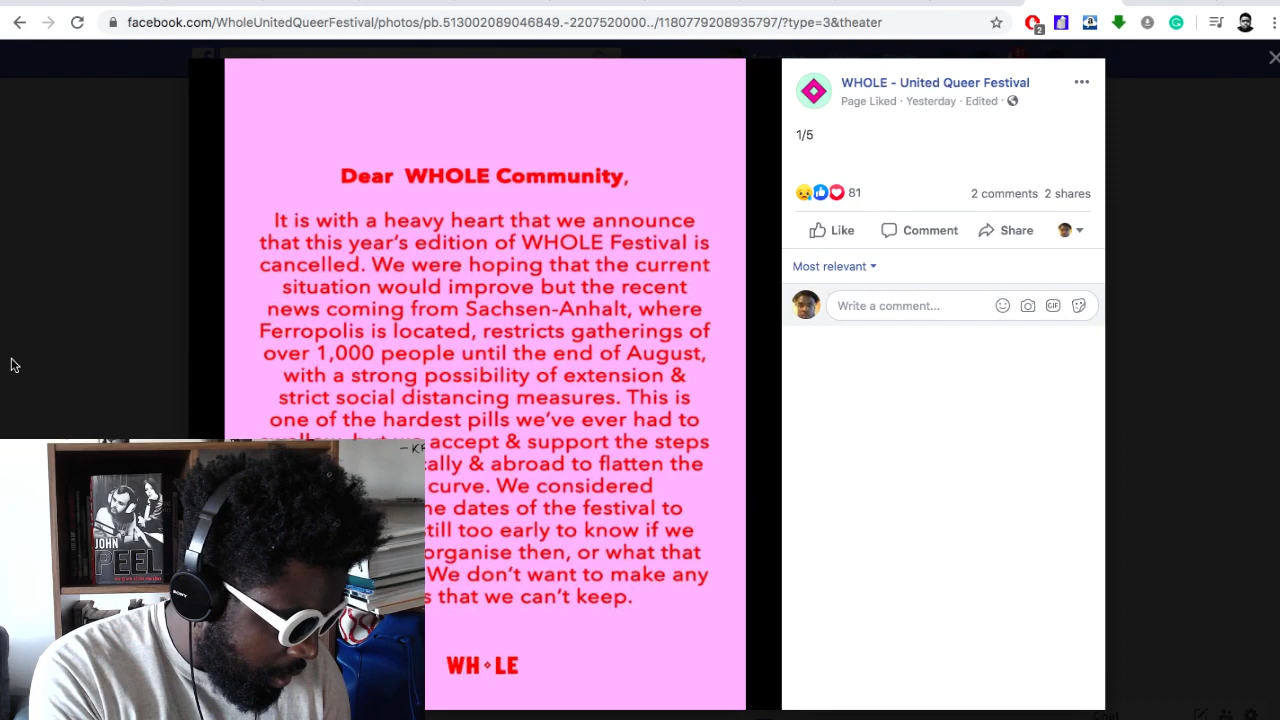 facebook.com/WholeUnitedQueerFestival/photos/pb.513002089046849.-2207520000../1180779208935797/?type=3&theater
2
Dear WHOLE Community,
It is with a heavy heart that we announce
that this year's edition of WHOLE Festival is
cancelled. We were hoping that the current
situation would improve but the recent
news coming from Sachsen-Anhalt, where
Ferropolis is located, restricts gatherings of
over 1,000 people until the end of August,
with a strong possibility of extension &
strict social distancing measures. This is
one of the hardest pills we've ever had to
accept & support the steps
& abroad to flatten the
curve. We considered
dates of the festival to
too early to know if we
organise then, or what that
We don't want to make any
that we can't keep.
WH LE
WHOLE - United Queer Festival
Page Liked · Yesterday · Edited ·
1/5
81
2 comments 2 shares
Like
Comment
Share
Most relevant
Write a comment...
GIF
JOHN
PEEL
SONY